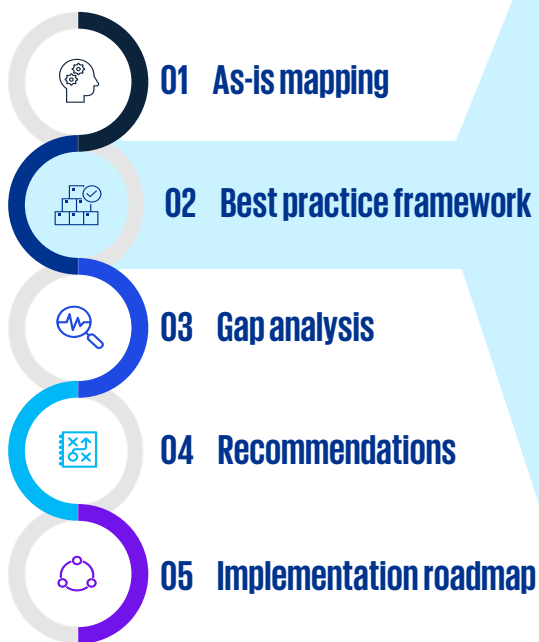 01 As-is mapping
02 Best practice framework
03 Gap analysis
04 Recommendations
05 Implementation roadmap